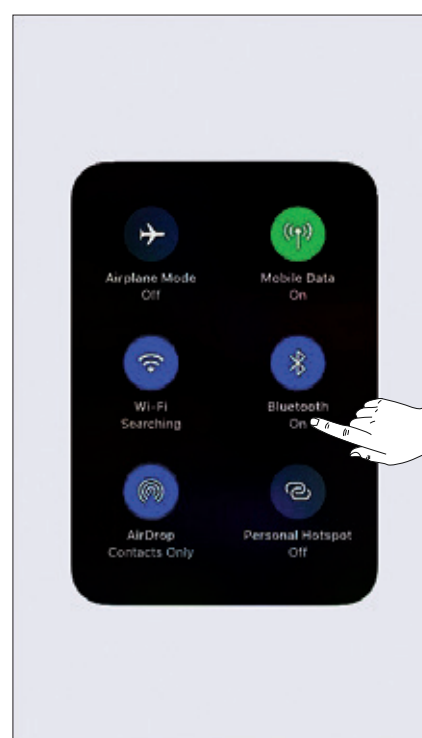 Airplane Mode
Off
Mobile Data
On
Wi-Fi
Searching
Bluetooth
On
AirDrop
Contacts Only
Personal Hotspot
Off